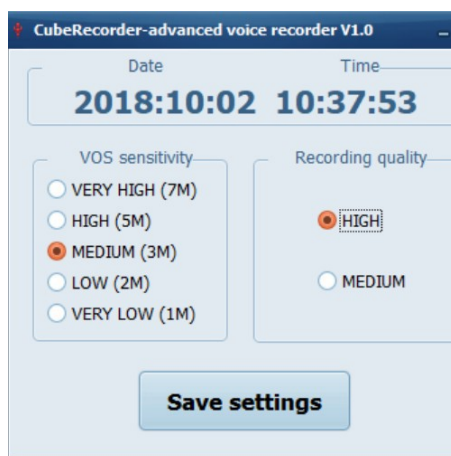 CubeRecorder-advanced voice recorder V1.0
Date Time
2018:10:02 10:37:53
VOS sensitivity
VERY HIGH (7M)
HIGH (5M)
MEDIUM (3M)
LOW (2M)
VERY LOW (1M)
Recording quality
HIGH
MEDIUM
Save settings